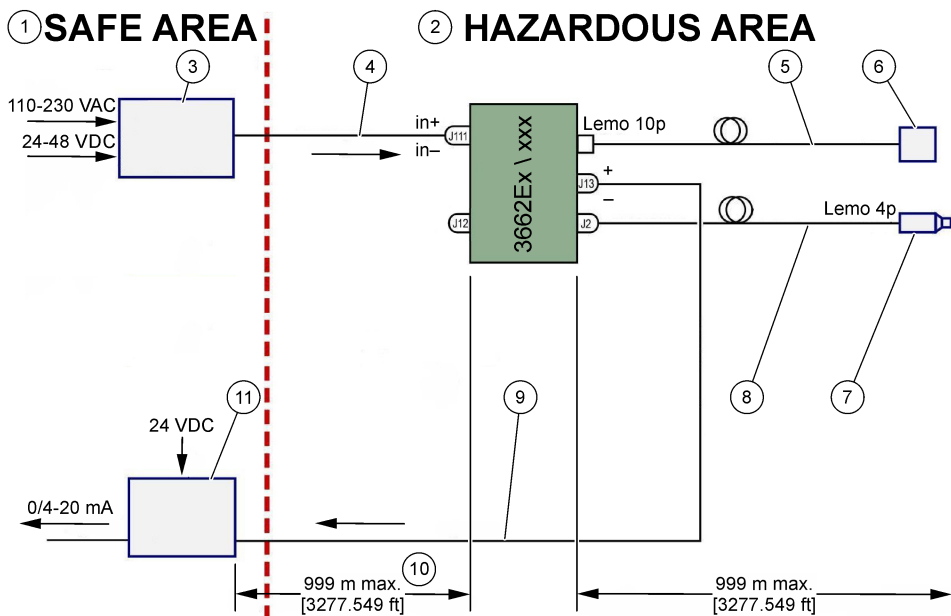 1 SAFE AREA
2 HAZARDOUS AREA
3
4
5
6
110-230 VAC
24-48 VDC
in+
in–
J111
J12
3662Ex \ xxx
Lemo 10p
J13
+
–
J2
Lemo 4p
7
8
9
11
24 VDC
0/4-20 mA
10
999 m max.
[3277.549 ft]
999 m max.
[3277.549 ft]